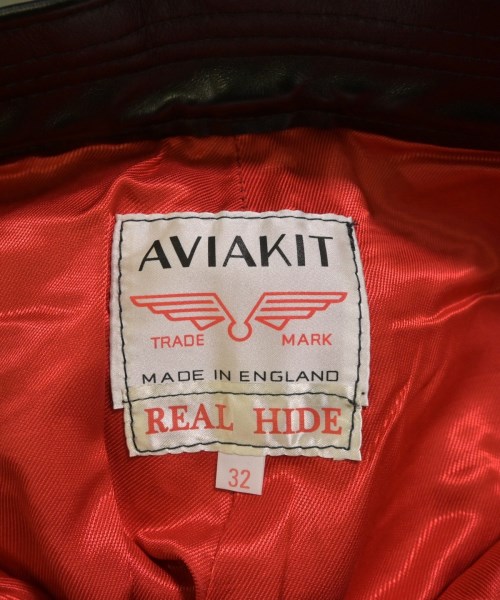 AVIAKIT
TRADE MARK
MADE IN ENGLAND
REAL HIDE
32